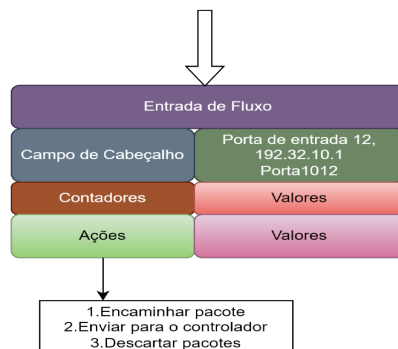 Entrada de Fluxo
Campo de Cabeçalho
Porta de entrada 12,
192.32.10.1
Porta1012
Contadores
Valores
Ações
Valores
1.Encaminhar pacote
2.Enviar para o controlador
3.Descartar pacotes